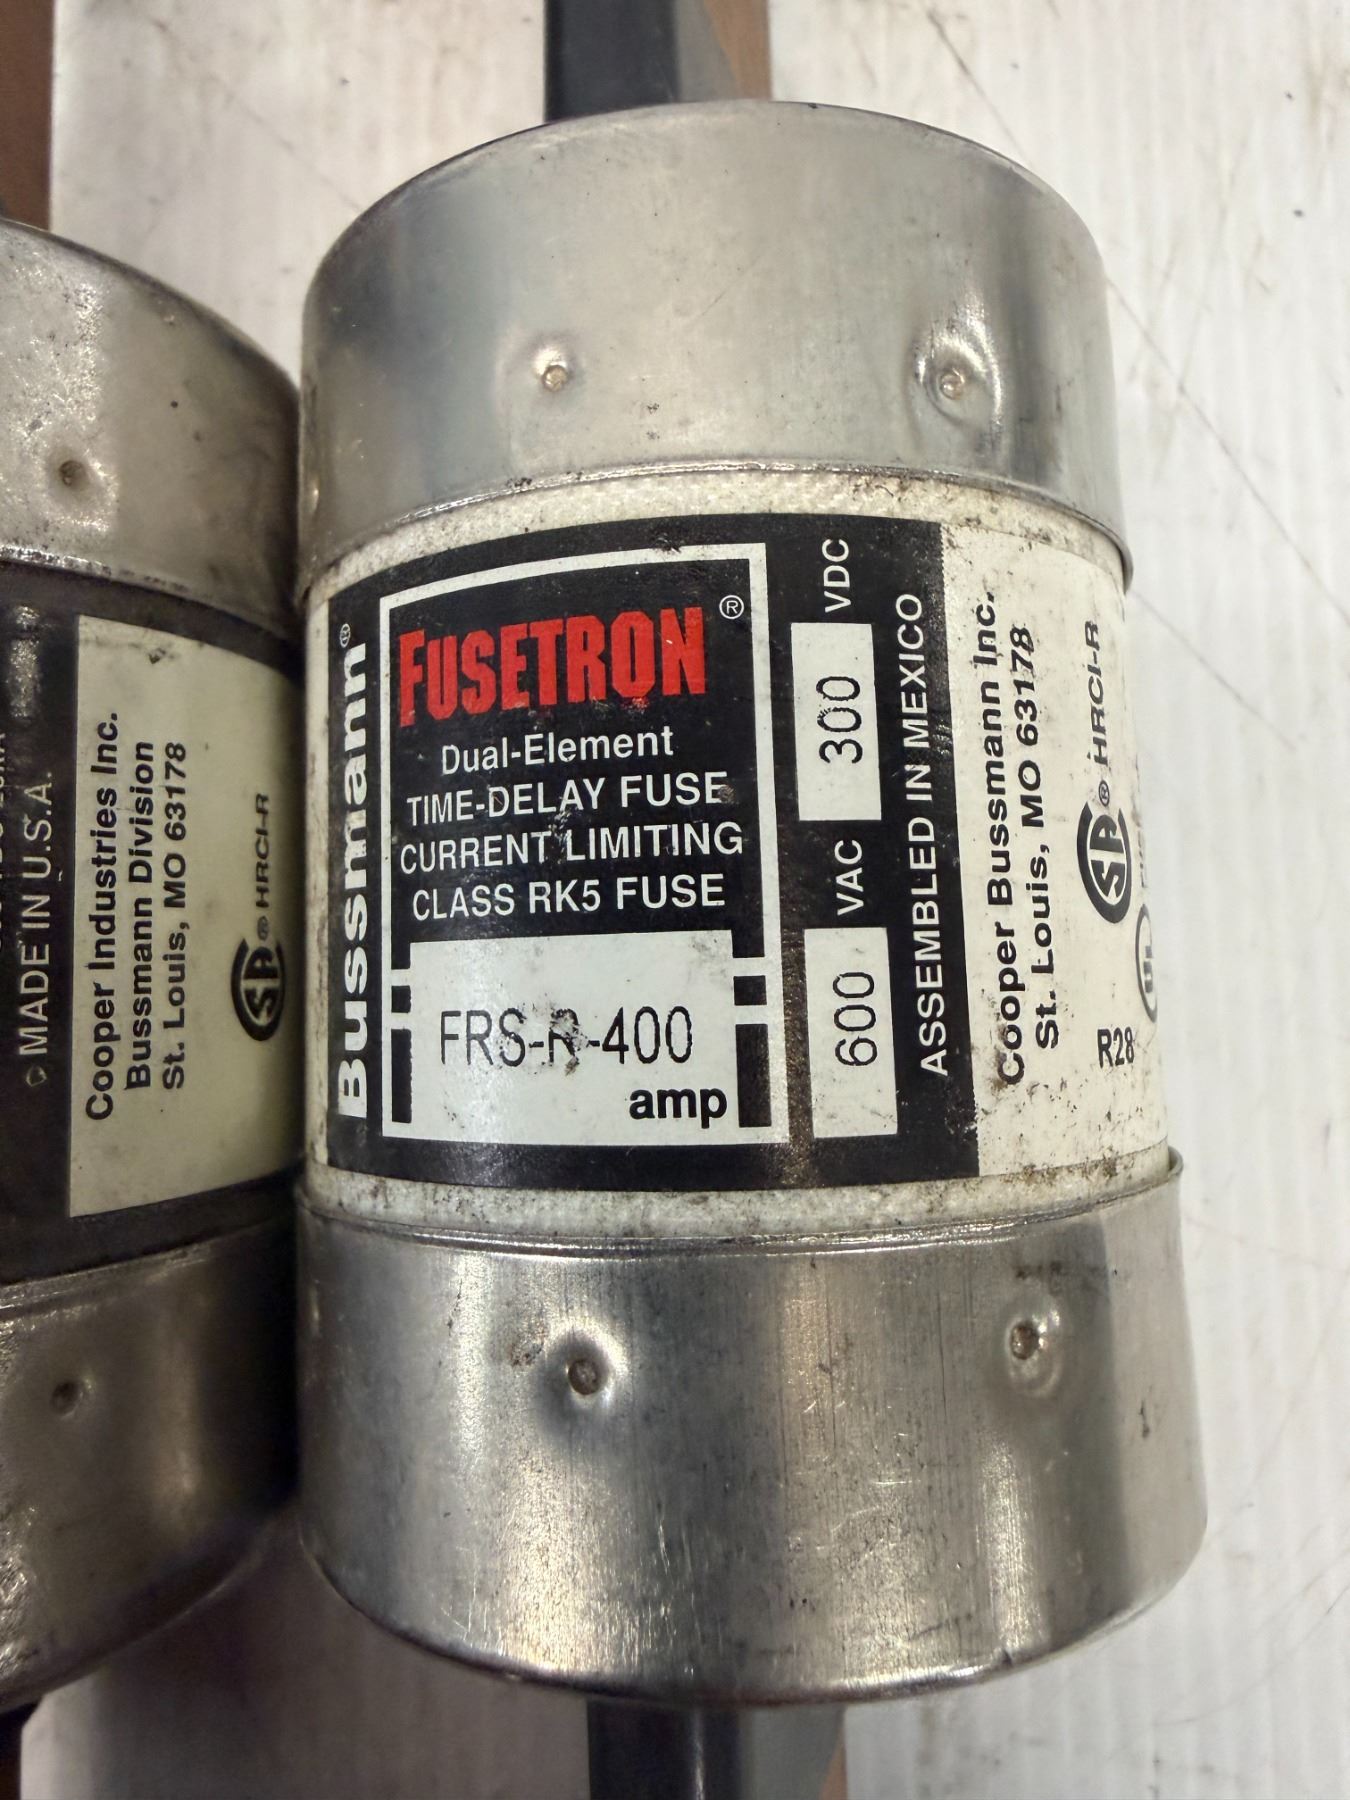 MADE IN U.S.A.
Cooper Industries Inc.
Bussmann Division
St. Louis, MO 63178
® HRCI-R
Bussmann®
FUSETRON®
Dual-Element
TIME-DELAY FUSE
CURRENT LIMITING
CLASS RK5 FUSE
FRS-R-400
amp
600 VAC 300 VDC
ASSEMBLED IN MEXICO
Cooper Bussmann Inc.
St. Louis, MO 63178
® HRCI-R
R28